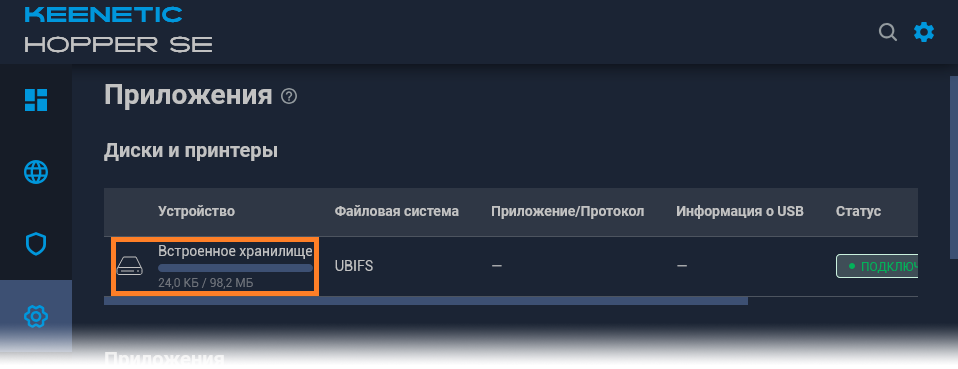 KEENETIC
HOPPER SE
Приложения
Диски и принтеры
Устройство Файловая система Приложение/Протокол Информация о USB Статус
Встроенное хранилище
UBIFS — — ПОДКЛЮЧ
24,0 КБ / 98,2 МБ
Приложения